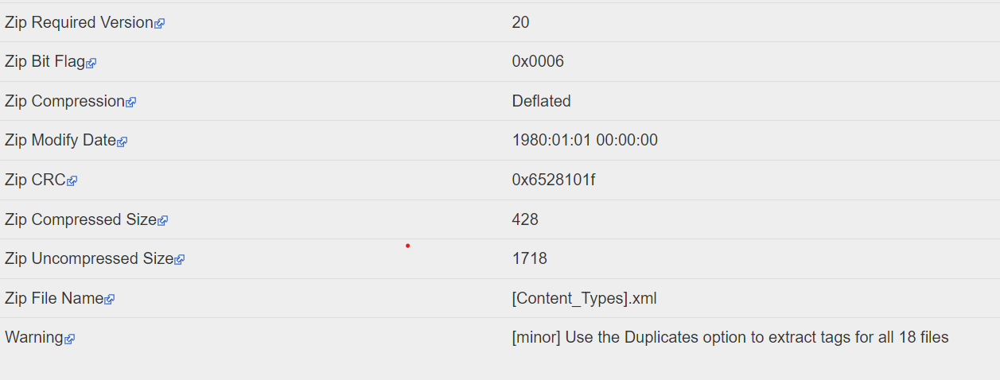 Zip Required Version 20
Zip Bit Flag 0x0006
Zip Compression Deflated
Zip Modify Date 1980:01:01 00:00:00
Zip CRC 0x6528101f
Zip Compressed Size 428
Zip Uncompressed Size 1718
Zip File Name [Content_Types].xml
Warning [minor] Use the Duplicates option to extract tags for all 18 files